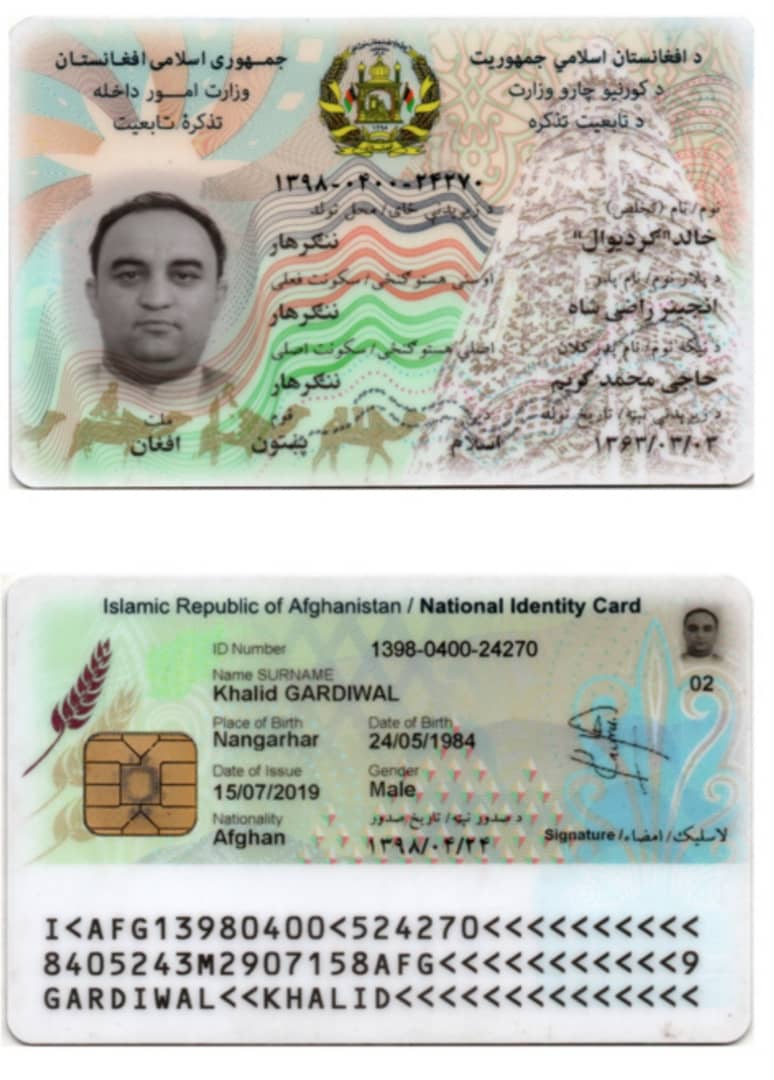 د افغانستان اسلامي جمهوریت
جمهوری اسلامی افغانستان
د کورنیو چارو وزارت
وزارت امور داخله
د تابعیت تذکره
تذکرۀ تابعیت
۱۳۹۸-۰۴۰۰-۲۴۲۷۰
نوم/نام (تخلص)
د زیږیدنې ځای/محل تولد
خالد"گردیوال"
ننگرهار
د پلار نوم/نام پدر
اوسنی هستوګنځی/سکونت فعلی
انجینر راضی شاه
ننگرهار
د نیکه نوم/نام پدر کلان
اصلي هستوګنځی/سکونت اصلی
حاجی محمد کریم
ننگرهار
د زیږیدنې نېټه/تاریخ تولد
دین
قوم
ملت
۱۳۶۳/۰۳/۰۳
اسلام
پښتون
افغان
Islamic Republic of Afghanistan / National Identity Card
ID Number 1398-0400-24270
Name SURNAME
Khalid GARDIWAL
02
Place of Birth Date of Birth
Nangarhar 24/05/1984
Date of Issue Gender
15/07/2019 Male
Nationality د صدور نېټه/تاریخ صدور
Afghan ۱۳۹۸/۰۴/۲۴
Signature/لاسلیک/امضاء
I<AFG13980400<524270<<<<<<<<<<
8405243M2907158AFG<<<<<<<<<<<9
GARDIWAL<<KHALID<<<<<<<<<<<<<<